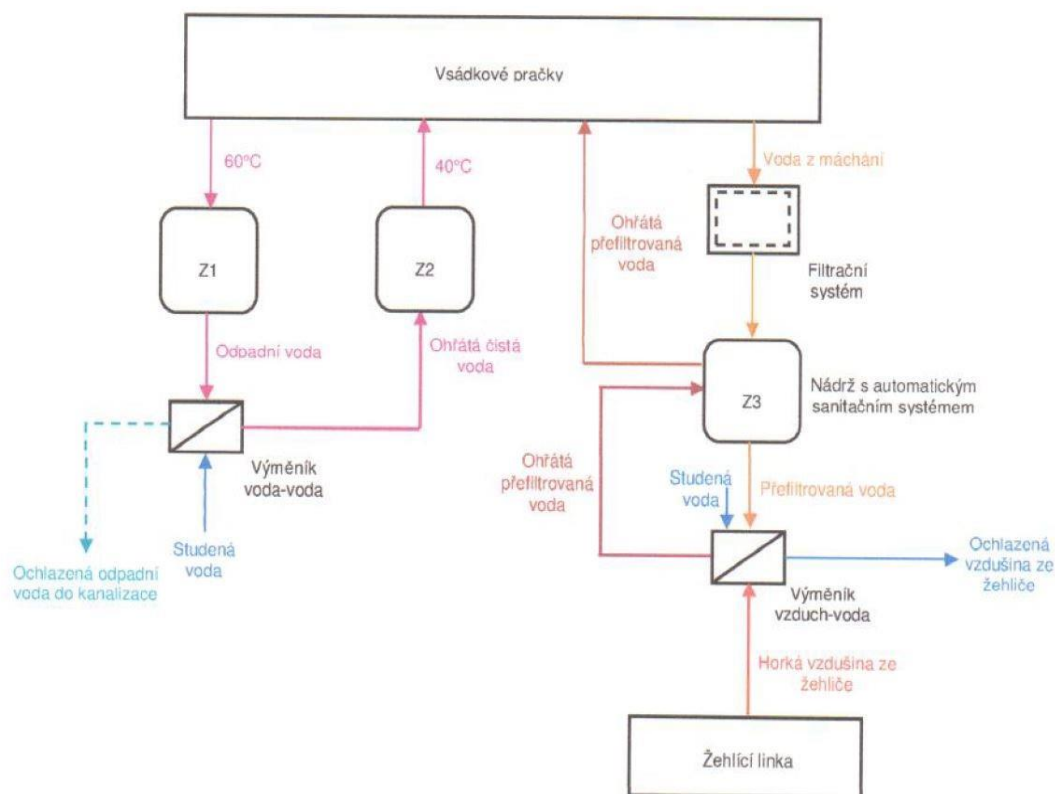 Vsádkové pračky
60°C
40°C
Voda z máchání
Ohřátá
přefiltrovaná
voda
Z1
Z2
Filtrační
systém
Odpadní voda
Ohřátá čistá
voda
Z3
Nádrž s automatickým
sanitačním systémem
Výměník
voda-voda
Ohřátá
přefiltrovaná
voda
Studená
voda
Přefiltrovaná voda
Studená
voda
Ochlazená odpadní
voda do kanalizace
Ochlazená
vzdušina ze
žehliče
Výměník
vzduch-voda
Horká vzdušina ze
žehliče
Žehlící linka